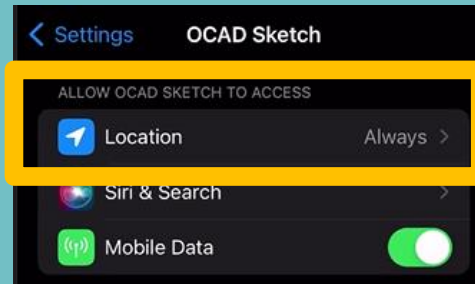 Settings
OCAD Sketch
ALLOW OCAD SKETCH TO ACCESS
Location Always
Siri & Search
Mobile Data